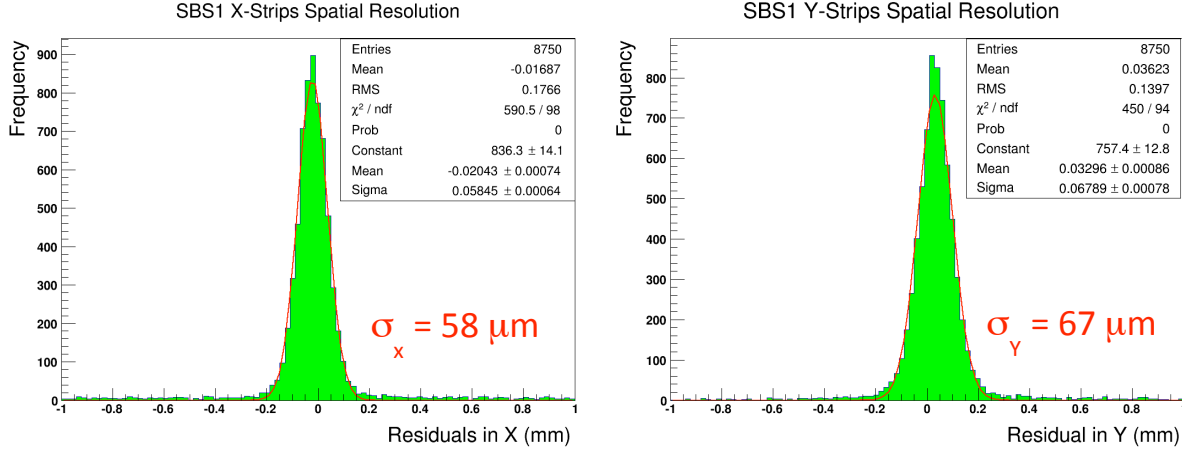 SBS1 X-Strips Spatial Resolution
Frequency
900
800
700
600
500
400
300
200
100
0
Entries 8750
Mean -0.01687
RMS 0.1766
χ² / ndf 590.5 / 98
Prob 0
Constant 836.3 ± 14.1
Mean -0.02043 ± 0.00074
Sigma 0.05845 ± 0.00064
σX = 58 μm
-1 -0.8 -0.6 -0.4 -0.2 0 0.2 0.4 0.6 0.8 1
Residuals in X (mm)
SBS1 Y-Strips Spatial Resolution
Frequency
800
700
600
500
400
300
200
100
0
Entries 8750
Mean 0.03623
RMS 0.1397
χ² / ndf 450 / 94
Prob 0
Constant 757.4 ± 12.8
Mean 0.03296 ± 0.00086
Sigma 0.06789 ± 0.00078
σY = 67 μm
-1 -0.8 -0.6 -0.4 -0.2 0 0.2 0.4 0.6 0.8 1
Residual in Y (mm)